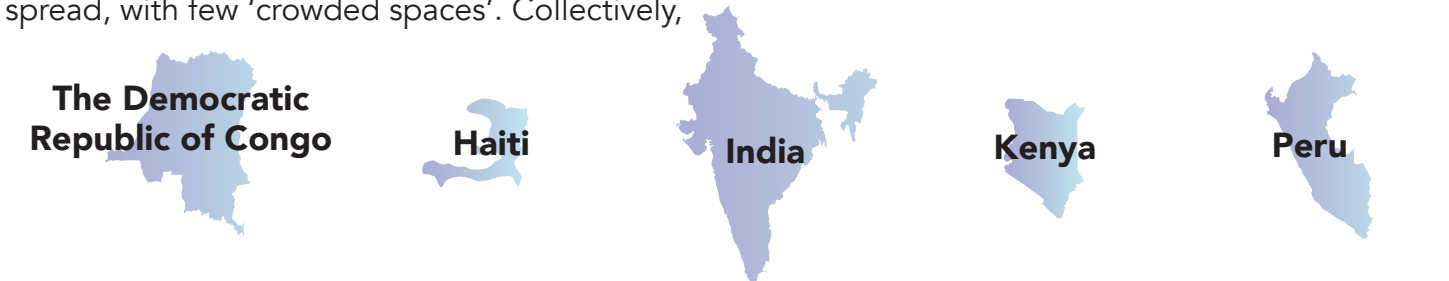 spread, with few ‘crowded spaces’. Collectively,
The Democratic
Republic of Congo
Haiti
India
Kenya
Peru